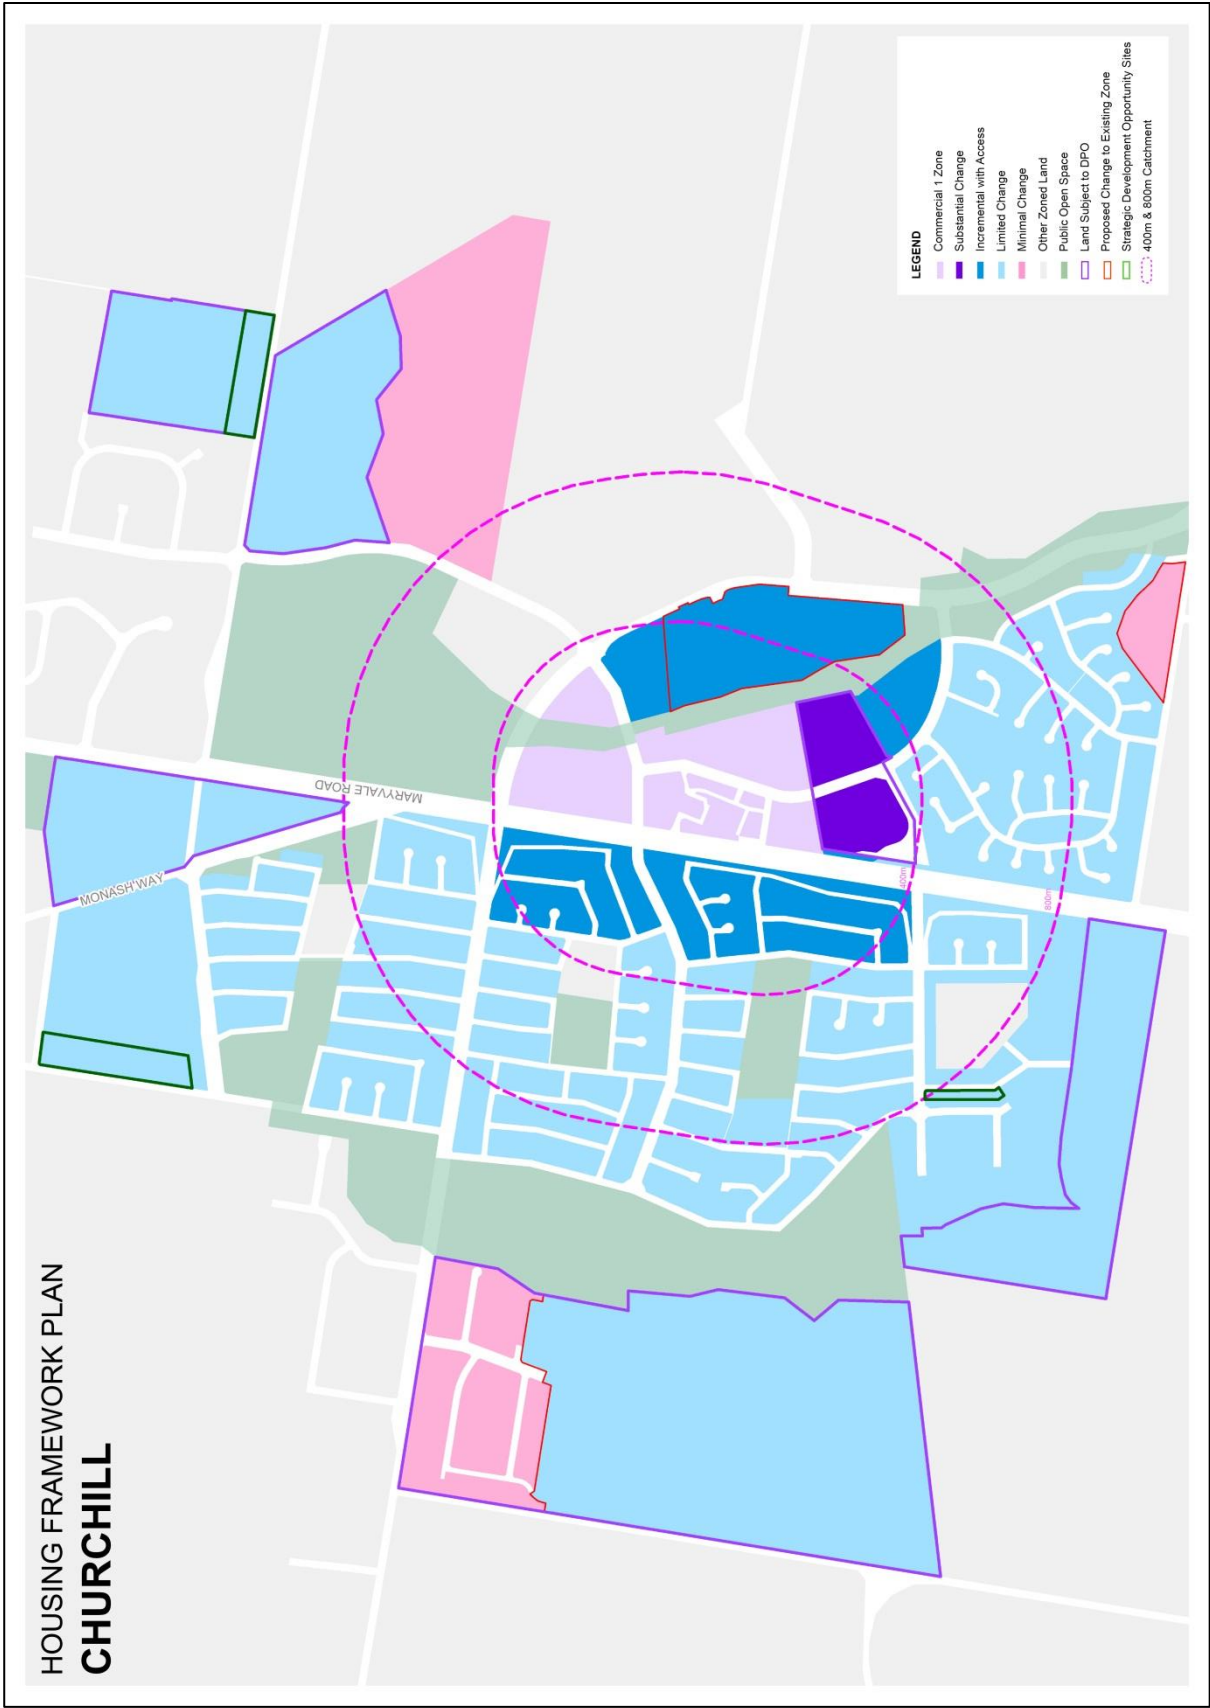 HOUSING FRAMEWORK PLAN
CHURCHILL
MONASH WAY
MARYVALE ROAD
400m
800m
LEGEND
Commercial 1 Zone
Substantial Change
Incremental with Access
Limited Change
Minimal Change
Other Zoned Land
Public Open Space
Land Subject to DPO
Proposed Change to Existing Zone
Strategic Development Opportunity Sites
400m & 800m Catchment